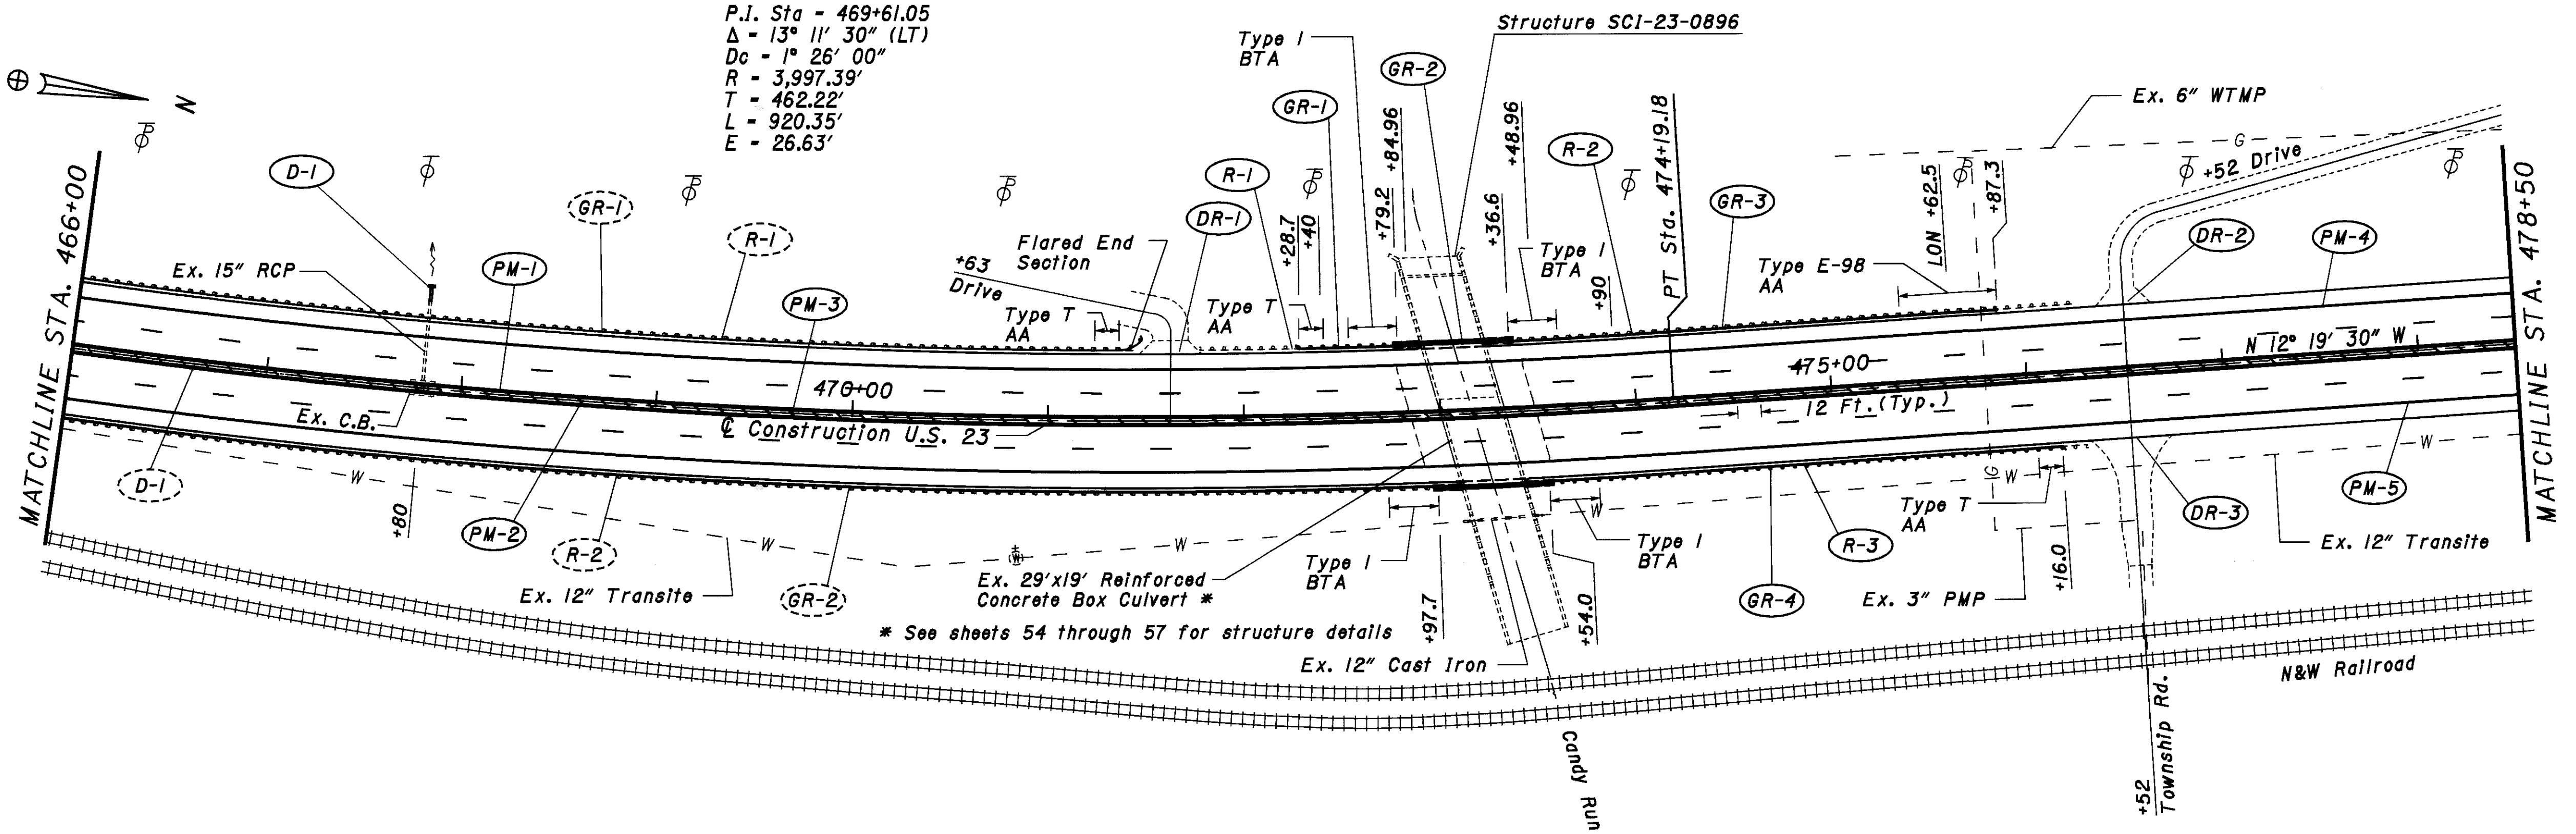 P.I. Sta - 469+61.05
Δ - 13° 11' 30" (LT)
Dc - 1° 26' 00"
R - 3,997.39'
T - 462.22'
L - 920.35'
E - 26.63'
Structure SCI-23-0896
Type 1
BTA
GR-2
GR-1
+84.96
+48.96
PT Sta. 474+19.18
Ex. 6" WTMP
G
N
MATCHLINE STA. 466+00
D-1
GR-1
R-1
R-1
DR-1
+28.7
+40
+79.2
+36.6
R-2
GR-3
LON +62.5
+87.3
+52 Drive
DR-2
PM-4
MATCHLINE STA. 478+50
Ex. 15" RCP
PM-1
PM-3
Flared End
Section
+63
Drive
Type T
AA
Type T
AA
Type 1
BTA
+90
Type E-98
AA
N 12° 19' 30" W
470+00
475+00
12 Ft.(Typ.)
Ex. C.B.
℄ Construction U.S. 23
D-1
+80
W
PM-2
R-2
W
W
W
W
W
G
GR-2
Ex. 12" Transite
Ex. 29'x19' Reinforced
Concrete Box Culvert *
* See sheets 54 through 57 for structure details
Type 1
BTA
+97.7
Ex. 12" Cast Iron
+54.0
Type 1
BTA
GR-4
R-3
Type T
AA
+16.0
Ex. 3" PMP
DR-3
PM-5
Ex. 12" Transite
N&W Railroad
Candy Run
+52
Township Rd.